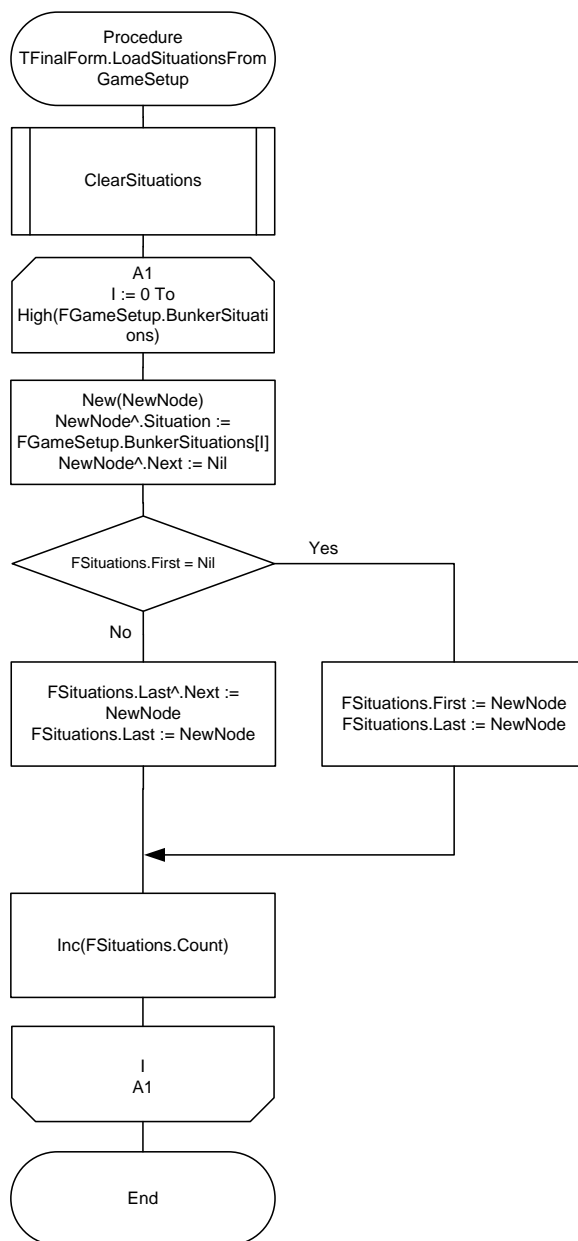 Procedure
TFinalForm.LoadSituationsFrom
GameSetup
ClearSituations
A1
I := 0 To
High(FGameSetup.BunkerSituati
ons)
New(NewNode)
NewNode^.Situation :=
FGameSetup.BunkerSituations[I]
NewNode^.Next := Nil
FSituations.First = Nil
Yes
No
FSituations.Last^.Next :=
NewNode
FSituations.Last := NewNode
FSituations.First := NewNode
FSituations.Last := NewNode
Inc(FSituations.Count)
I
A1
End